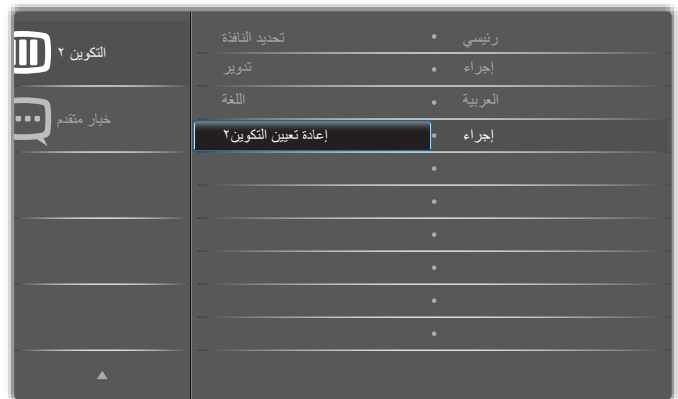 التكوين ٢
خيار متقدم
تحديد النافذة • رئيسي
تدوير • إجراء
اللغة • العربية
إعادة تعيين التكوين٢ • إجراء